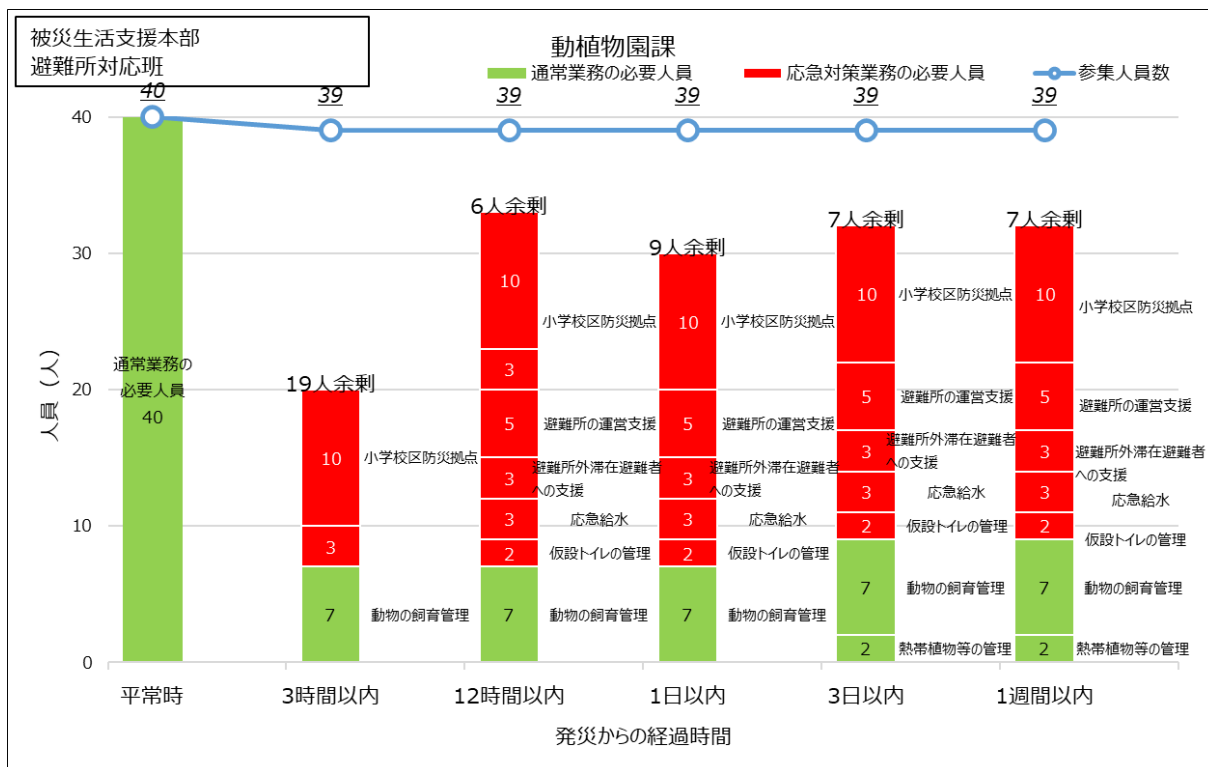 被災生活支援本部
避難所対応班
動植物園課
通常業務の必要人員
応急対策業務の必要人員
参集人員数
40
39
39
39
39
39
人員（人）
40
30
20
10
0
通常業務の
必要人員
40
19人余剰
10
小学校区防災拠点
3
7
動物の飼育管理
6人余剰
10
小学校区防災拠点
3
5
避難所の運営支援
3
避難所外滞在避難者
への支援
3
応急給水
2
仮設トイレの管理
7
動物の飼育管理
9人余剰
10
小学校区防災拠点
5
避難所の運営支援
3
避難所外滞在避難者
への支援
3
応急給水
2
仮設トイレの管理
7
動物の飼育管理
7人余剰
10
小学校区防災拠点
5
避難所の運営支援
3
避難所外滞在避難者
への支援
3
応急給水
2
仮設トイレの管理
7
動物の飼育管理
2
熱帯植物等の管理
7人余剰
10
小学校区防災拠点
5
避難所の運営支援
3
避難所外滞在避難者
への支援
3
応急給水
2
仮設トイレの管理
7
動物の飼育管理
2
熱帯植物等の管理
平常時
3時間以内
12時間以内
1日以内
3日以内
1週間以内
発災からの経過時間